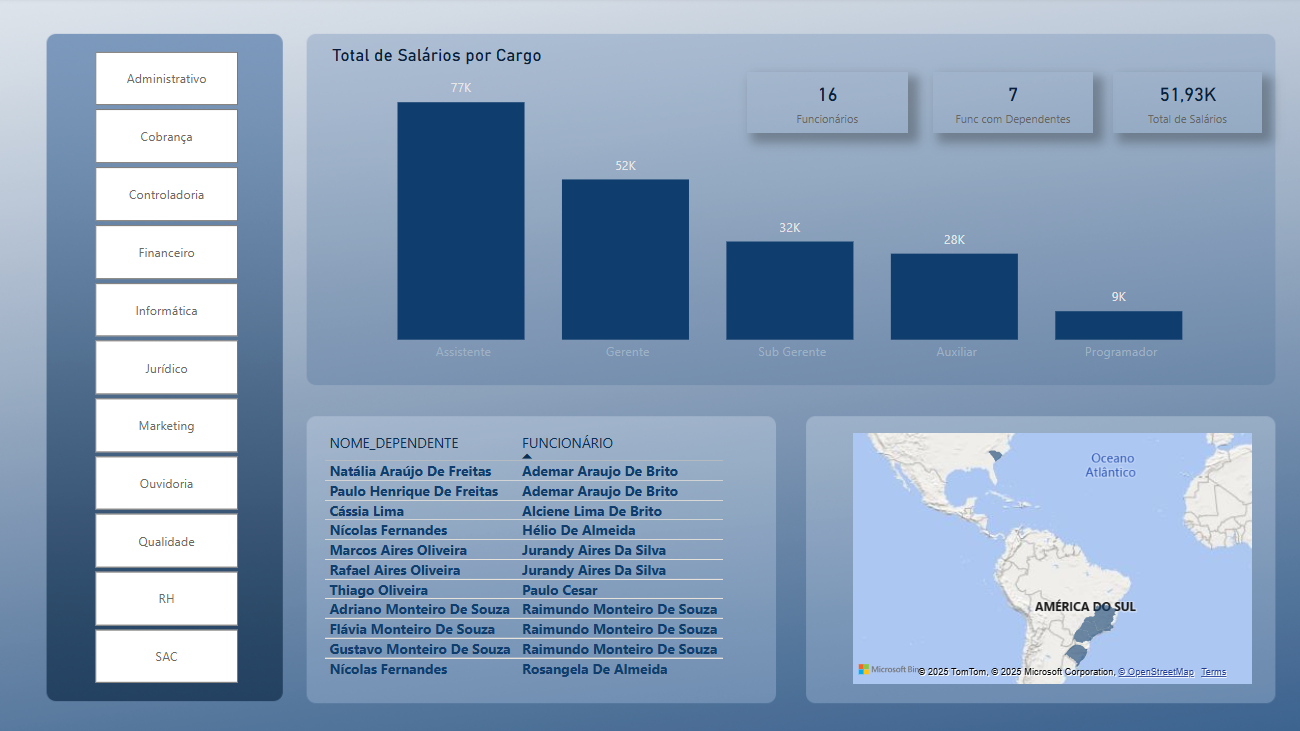 Administrativo
Cobrança
Controladoria
Financeiro
Informática
Jurídico
Marketing
Ouvidoria
Qualidade
RH
SAC
Total de Salários por Cargo
16
Funcionários
7
Func com Dependentes
51,93K
Total de Salários
77K
52K
32K
28K
9K
Assistente
Gerente
Sub Gerente
Auxiliar
Programador
NOME_DEPENDENTE FUNCIONÁRIO
Natália Araújo De Freitas Ademar Araujo De Brito
Paulo Henrique De Freitas Ademar Araujo De Brito
Cássia Lima Alciene Lima De Brito
Nícolas Fernandes Hélio De Almeida
Marcos Aires Oliveira Jurandy Aires Da Silva
Rafael Aires Oliveira Jurandy Aires Da Silva
Thiago Oliveira Paulo Cesar
Adriano Monteiro De Souza Raimundo Monteiro De Souza
Flávia Monteiro De Souza Raimundo Monteiro De Souza
Gustavo Monteiro De Souza Raimundo Monteiro De Souza
Nícolas Fernandes Rosangela De Almeida
Oceano
Atlântico
AMÉRICA DO SUL
Microsoft Bin
© 2025 TomTom, © 2025 Microsoft Corporation, © OpenStreetMap Terms